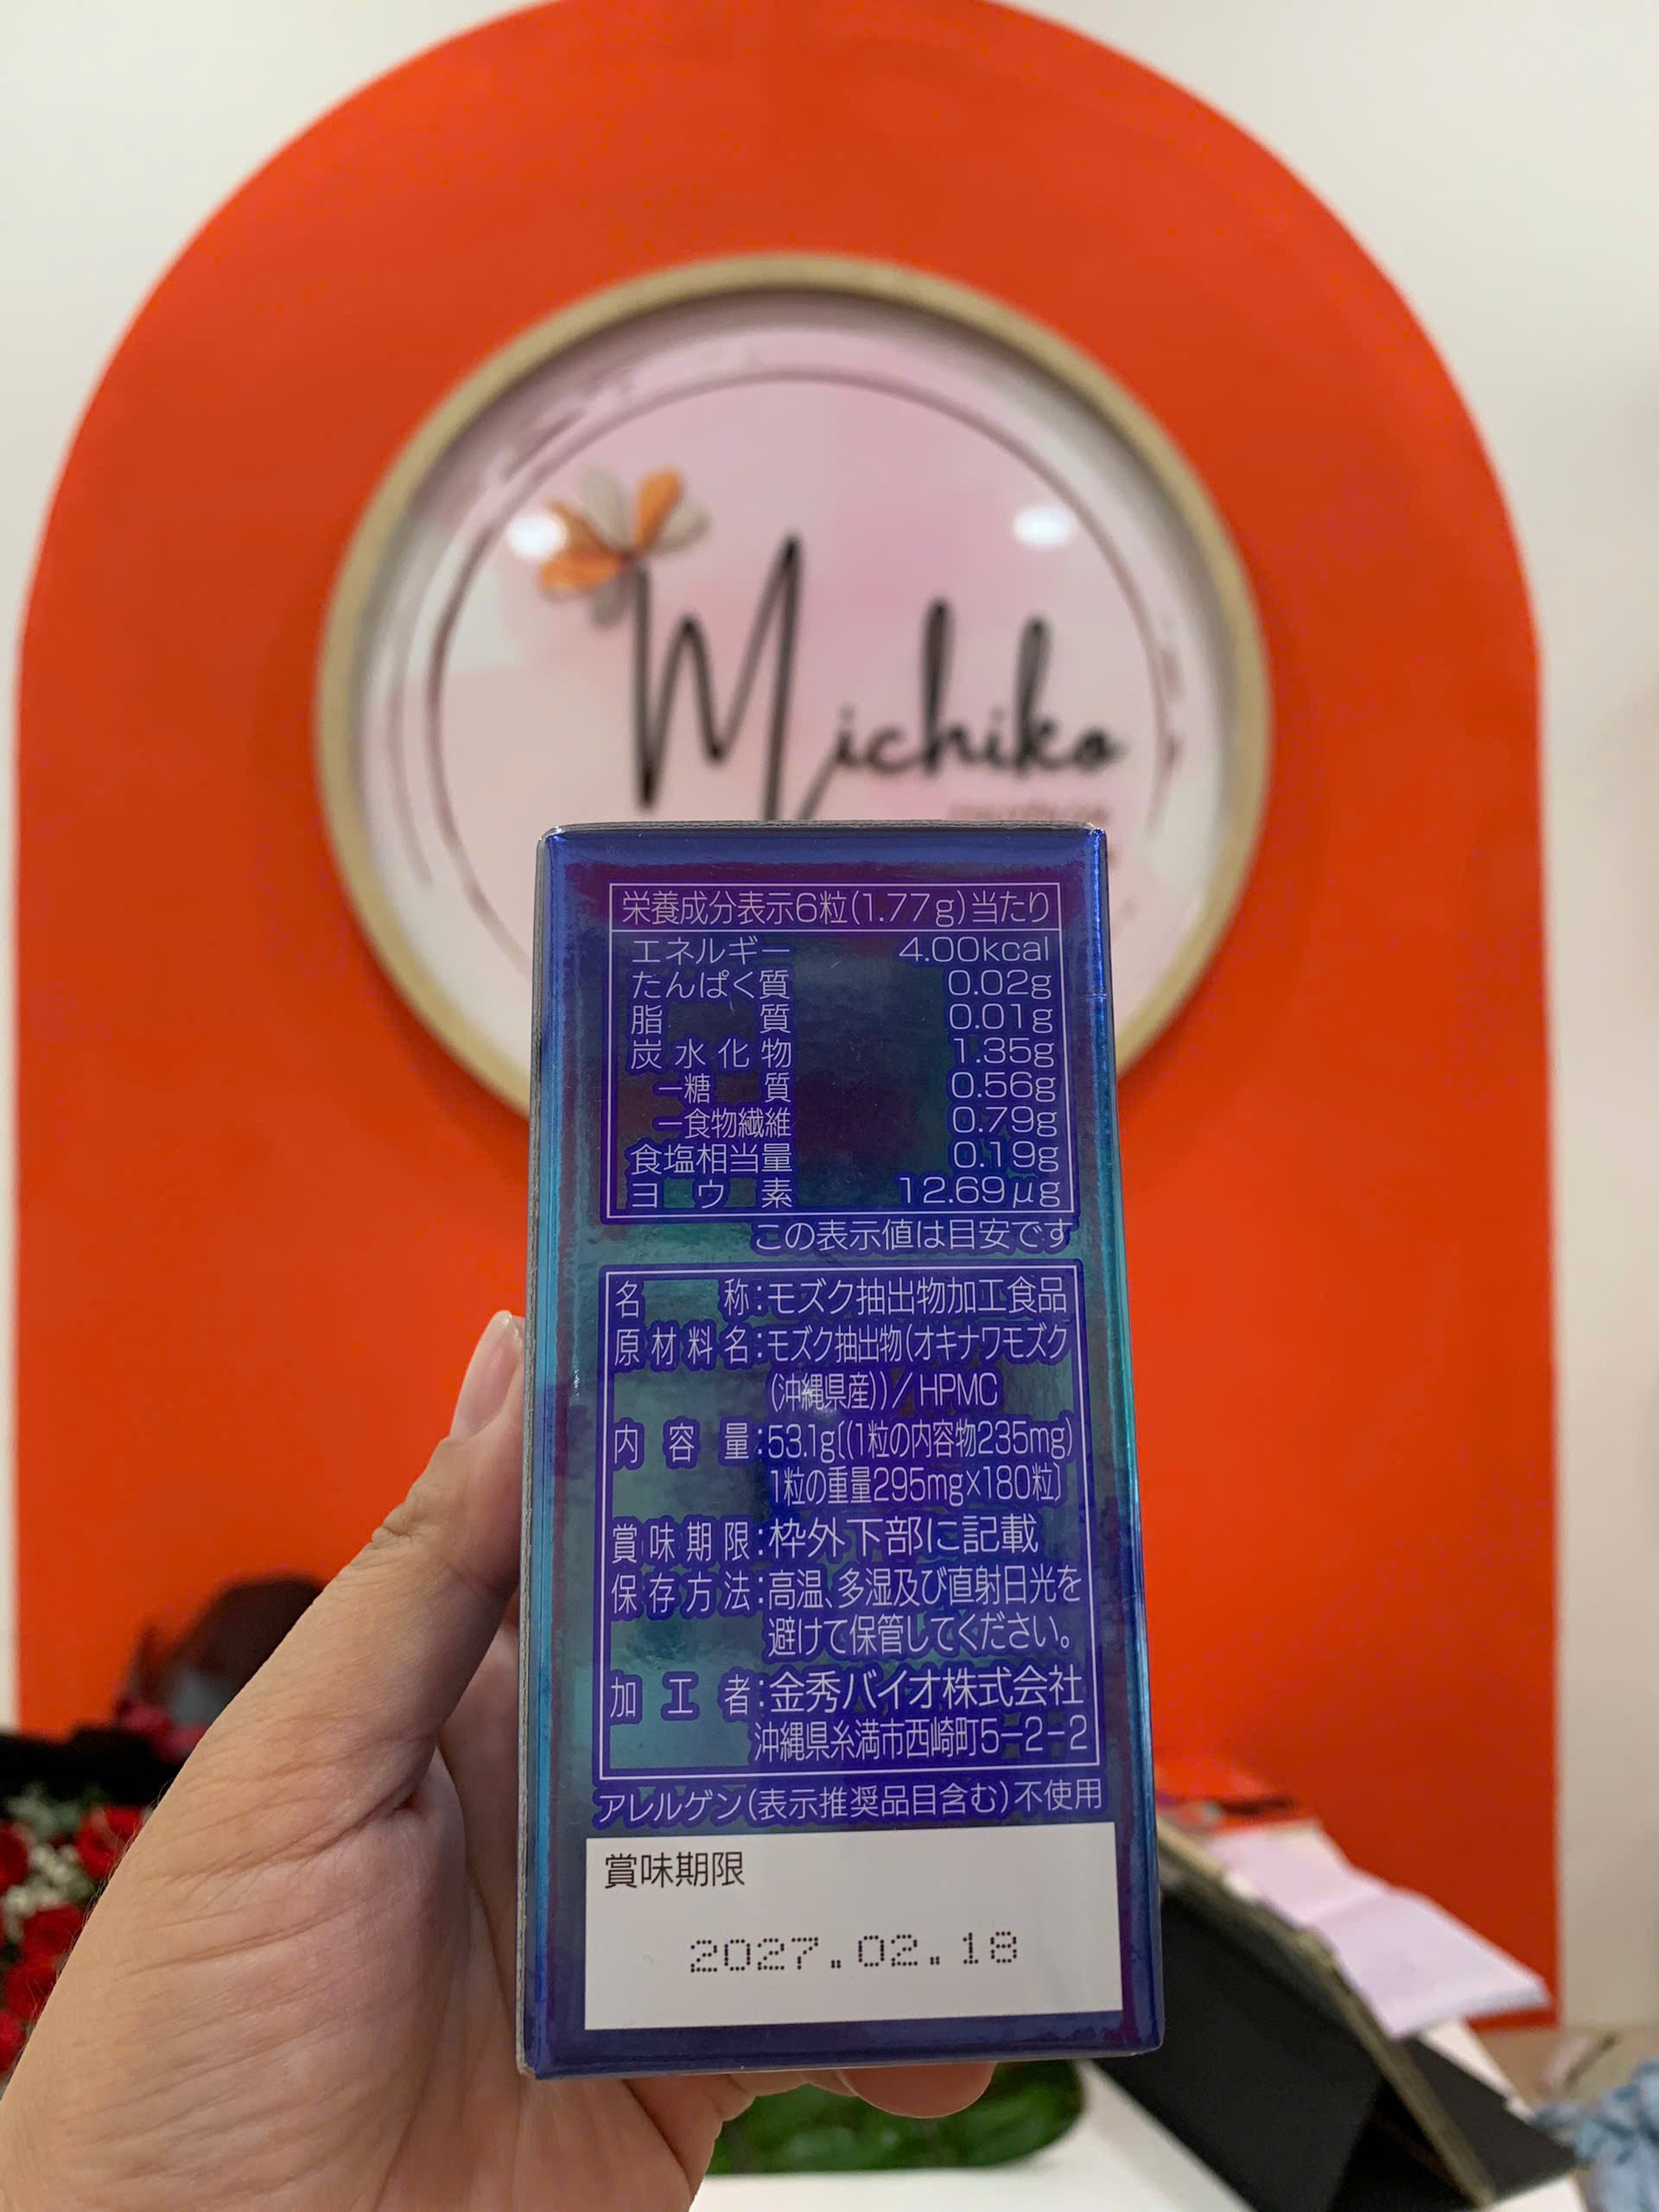 Michiko
栄養成分表示6粒(1.77g)当たり
エネルギー 4.00kcal
たんぱく質 0.02g
脂質 0.01g
炭水化物 1.35g
－糖質 0.56g
－食物繊維 0.79g
食塩相当量 0.19g
ヨウ素 12.69μg
この表示値は目安です
名称:モズク抽出物加工食品
原材料名:モズク抽出物(オキナワモズク
(沖縄県産))／HPMC
内容量:53.1g〔(1粒の内容物235mg)
1粒の重量295mg×180粒〕
賞味期限:枠外下部に記載
保存方法:高温、多湿及び直射日光を
避けて保管してください。
加工者:金秀バイオ株式会社
沖縄県糸満市西崎町5－2－2
アレルゲン(表示推奨品目含む)不使用
賞味期限
2027.02.18